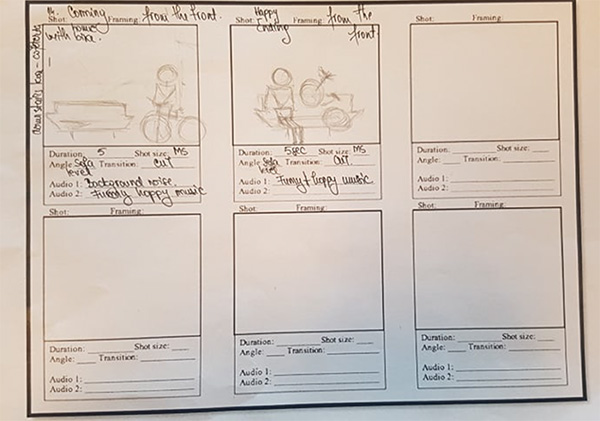 14. Coming from the front. Happy from the
Shot: Framing: Shot: Framing: Shot: Framing:
home Ending front.
with bike.
Duration: 5 Shot size: MS
Angle: Sofa level Transition: CUT
Audio 1: Background noise.
Audio 2: happy music
Duration: 5 sec Shot size: MS
Angle: Sofa level Transition: CUT
Audio 1: Funny + happy music
Audio 2:
Duration: Shot size:
Angle: Transition:
Audio 1:
Audio 2:
Shot: Framing:
Duration: Shot size:
Angle: Transition:
Audio 1:
Audio 2:
Shot: Framing:
Duration: Shot size:
Angle: Transition:
Audio 1:
Audio 2:
Shot: Framing:
Duration: Shot size:
Angle: Transition:
Audio 1:
Audio 2: